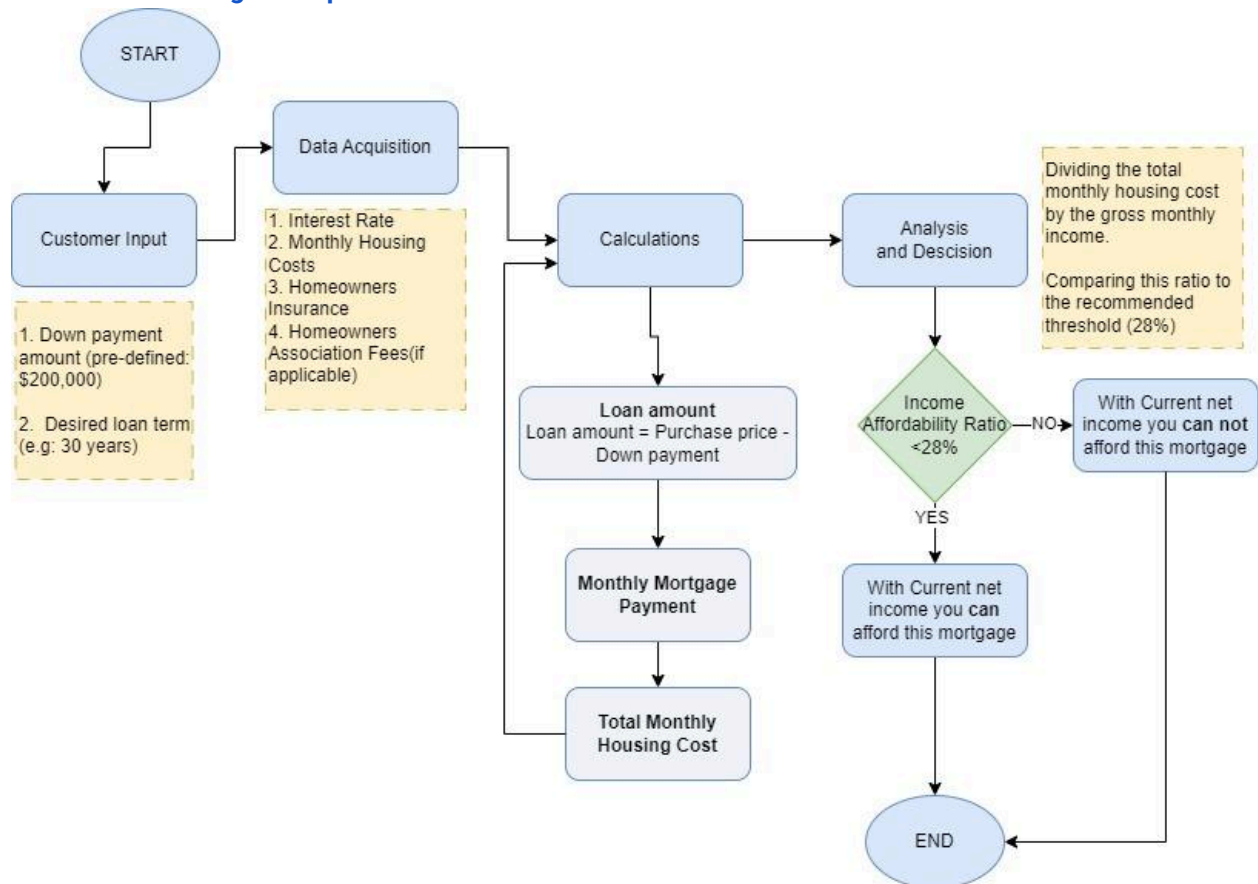 START
Customer Input
1. Down payment
amount (pre-defined:
$200,000)
2. Desired loan term
(e.g: 30 years)
Data Acquisition
1. Interest Rate
2. Monthly Housing
Costs
3. Homeowners
Insurance
4. Homeowners
Association Fees(if
applicable)
Calculations
Loan amount
Loan amount = Purchase price -
Down payment
Monthly Mortgage
Payment
Total Monthly
Housing Cost
Analysis
and Descision
Dividing the total
monthly housing cost
by the gross monthly
income.
Comparing this ratio to
the recommended
threshold (28%)
Income
Affordability Ratio
<28%
NO
With Current net
income you can not
afford this mortgage
YES
With Current net
income you can
afford this mortgage
END